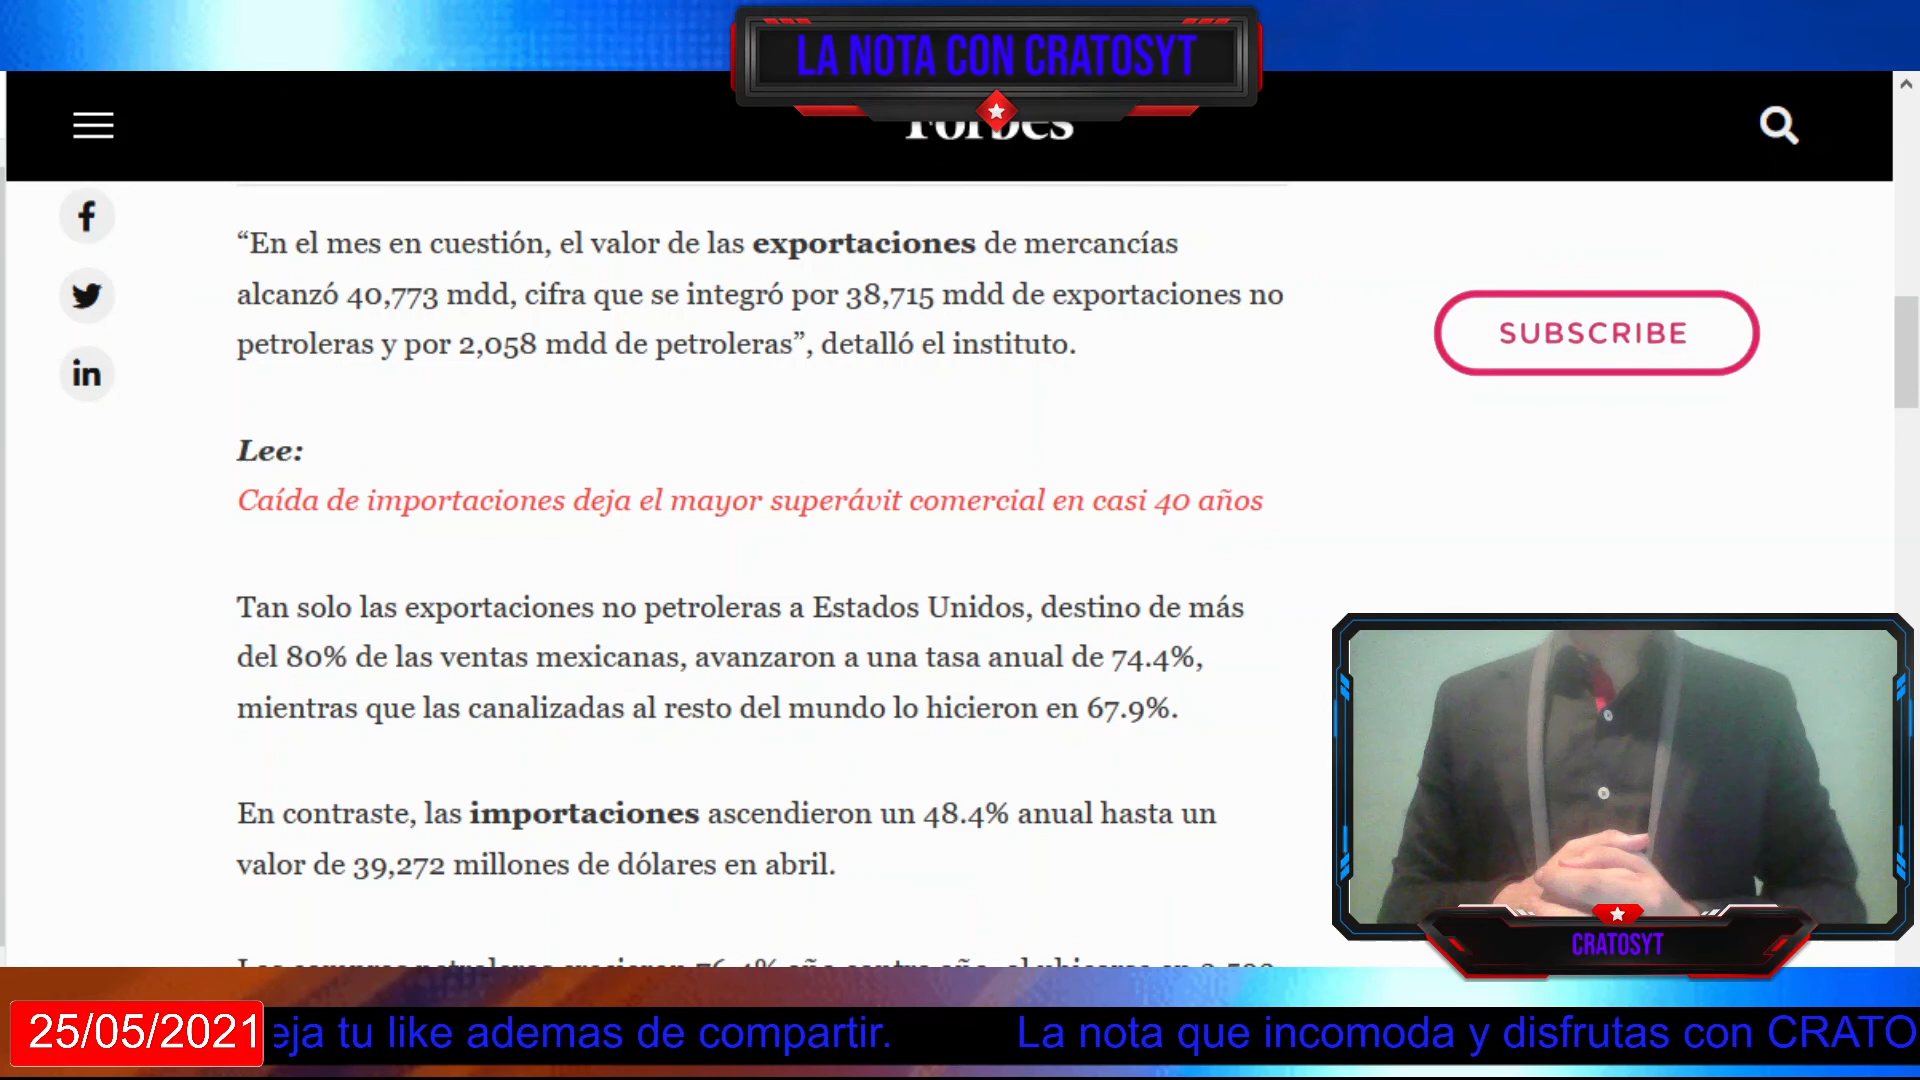 LA NOTA CON CRATOSYT
Forbes
“En el mes en cuestión, el valor de las exportaciones de mercancías
alcanzó 40,773 mdd, cifra que se integró por 38,715 mdd de exportaciones no
petroleras y por 2,058 mdd de petroleras”, detalló el instituto.
SUBSCRIBE
Lee:
Caída de importaciones deja el mayor superávit comercial en casi 40 años
Tan solo las exportaciones no petroleras a Estados Unidos, destino de más
del 80% de las ventas mexicanas, avanzaron a una tasa anual de 74.4%,
mientras que las canalizadas al resto del mundo lo hicieron en 67.9%.
En contraste, las importaciones ascendieron un 48.4% anual hasta un
valor de 39,272 millones de dólares en abril.
CRATOSYT
25/05/2021
eja tu like ademas de compartir. La nota que incomoda y disfrutas con CRATO